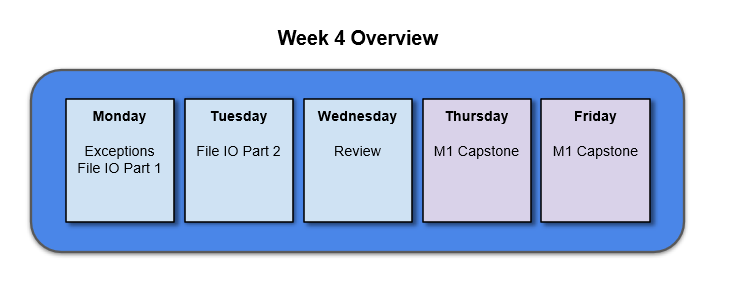 Week 4 Overview
Monday
Exceptions
File IO Part 1
Tuesday
File IO Part 2
Wednesday
Review
Thursday
M1 Capstone
Friday
M1 Capstone